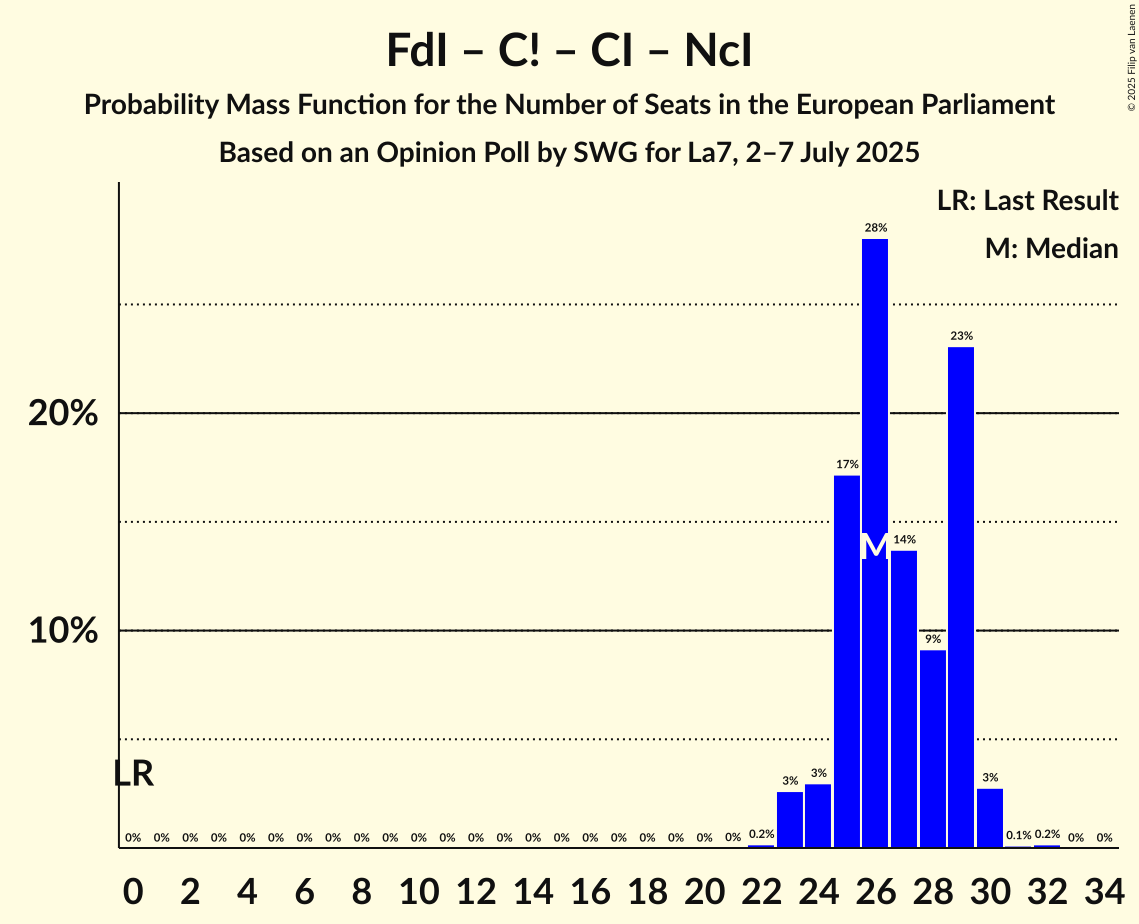 FdI – C! – CI – NcI
Probability Mass Function for the Number of Seats in the European Parliament
Based on an Opinion Poll by SWG for La7, 2–7 July 2025
© 2025 Filip van Laenen
LR: Last Result
M: Median
28%
23%
20%
17%
M
14%
10%
9%
LR
3%
3%
3%
0% 0% 0% 0% 0% 0% 0% 0% 0% 0% 0% 0% 0% 0% 0% 0% 0% 0% 0% 0% 0% 0% 0.2% 0.1% 0.2% 0% 0%
0 2 4 6 8 10 12 14 16 18 20 22 24 26 28 30 32 34